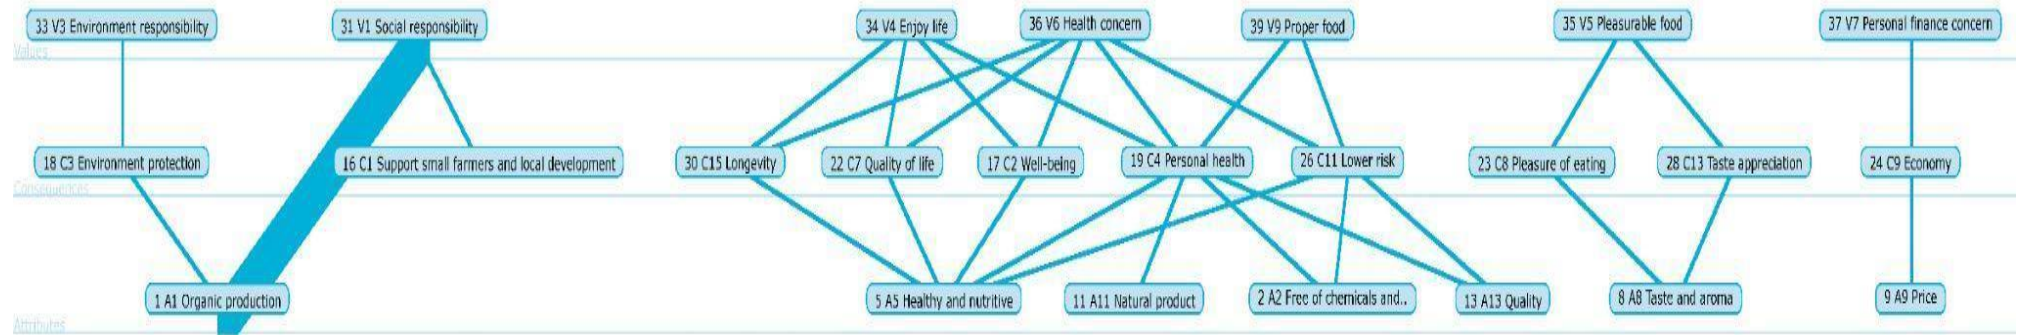 33 V3 Environment responsibility
31 V1 Social responsibility
34 V4 Enjoy life
36 V6 Health concern
39 V9 Proper food
35 V5 Pleasurable food
37 V7 Personal finance concern
Values
18 C3 Environment protection
16 C1 Support small farmers and local development
30 C15 Longevity
22 C7 Quality of life
17 C2 Well-being
19 C4 Personal health
26 C11 Lower risk
23 C8 Pleasure of eating
28 C13 Taste appreciation
24 C9 Economy
Consequences
1 A1 Organic production
5 A5 Healthy and nutritive
11 A11 Natural product
2 A2 Free of chemicals and..
13 A13 Quality
8 A8 Taste and aroma
9 A9 Price
Attributes